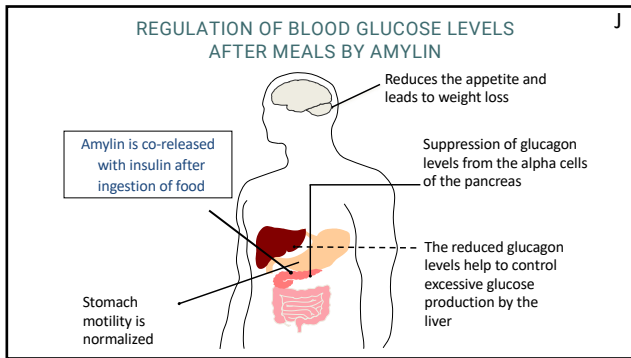 J
REGULATION OF BLOOD GLUCOSE LEVELS
AFTER MEALS BY AMYLIN
Reduces the appetite and
leads to weight loss
Amylin is co-released
with insulin after
ingestion of food
Suppression of glucagon
levels from the alpha cells
of the pancreas
The reduced glucagon
levels help to control
excessive glucose
production by the
liver
Stomach
motility is
normalized